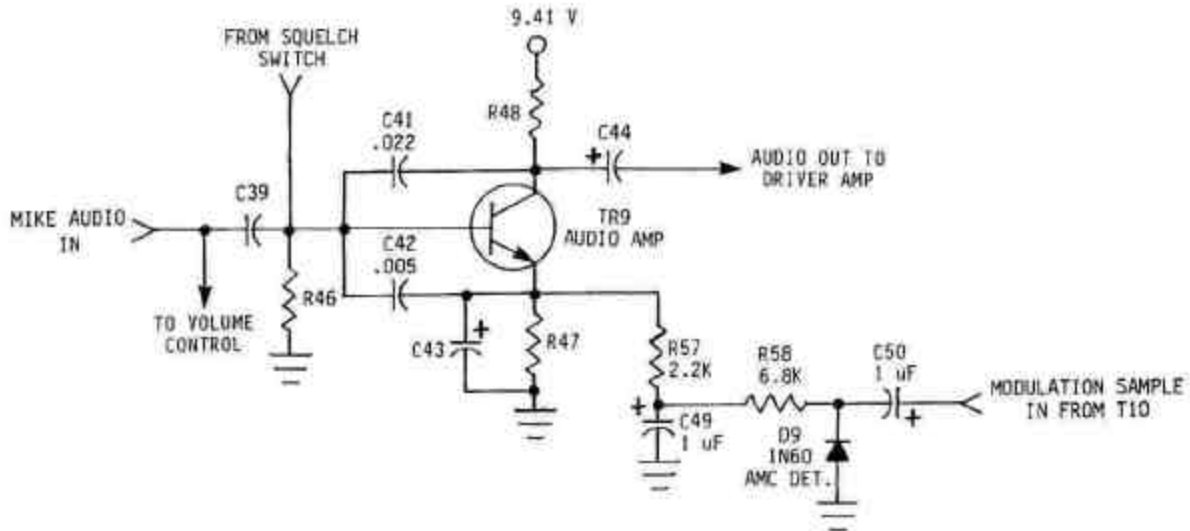 9.41 V
FROM SQUELCH
SWITCH
R48
C41
.022
C44
AUDIO OUT TO
DRIVER AMP
C39
MIKE AUDIO
IN
TR9
AUDIO AMP
C42
.005
R46
TO VOLUME
CONTROL
C43
R47
R57
2.2K
R58
6.8K
C50
1 uF
MODULATION SAMPLE
IN FROM T10
C49
1 uF
D9
1N60
AMC DET.